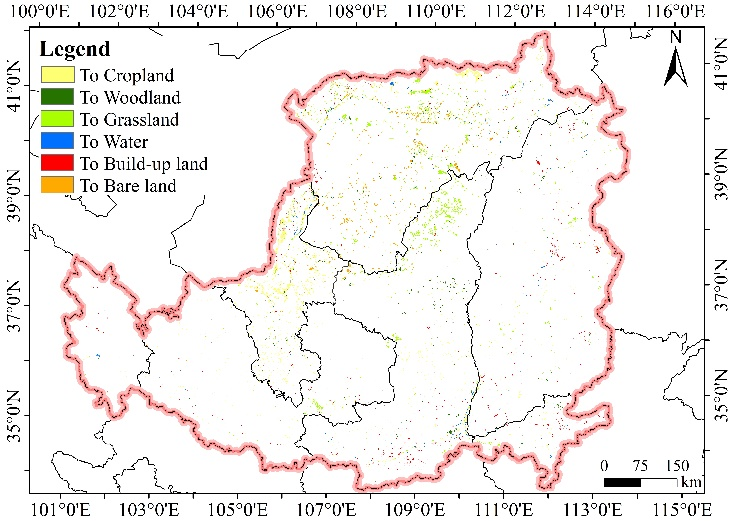 100°0'E 102°0'E 104°0'E 106°0'E 108°0'E 110°0'E 112°0'E 114°0'E 116°0'E
Legend
To Cropland
To Woodland
To Grassland
To Water
To Build-up land
To Bare land
N
41°0'N
39°0'N
37°0'N
35°0'N
41°0'N
39°0'N
37°0'N
35°0'N
0 75 150
km
101°0'E 103°0'E 105°0'E 107°0'E 109°0'E 110°0'E 111°0'E 113°0'E 115°0'E